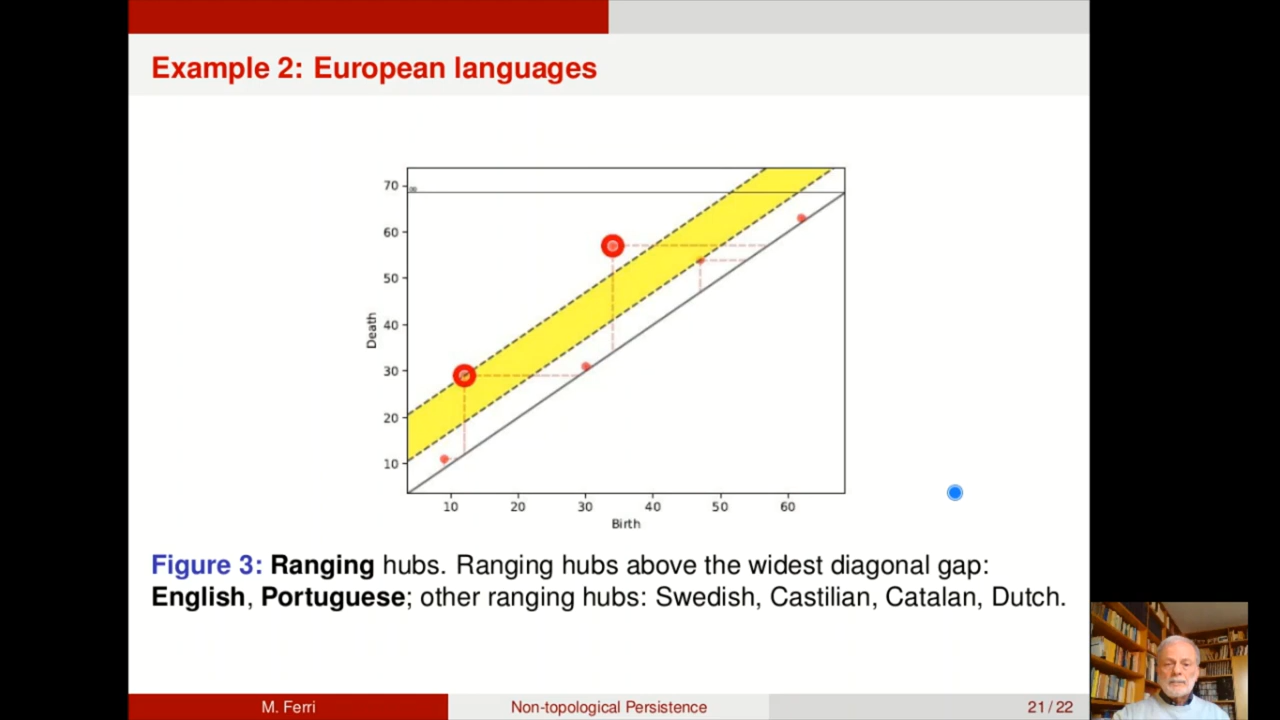 Example 2: European languages
70
∞
60
50
40
30
20
10
Death
10 20 30 40 50 60
Birth
Figure 3: Ranging hubs. Ranging hubs above the widest diagonal gap:
English, Portuguese; other ranging hubs: Swedish, Castilian, Catalan, Dutch.
M. Ferri Non-topological Persistence 21 / 22